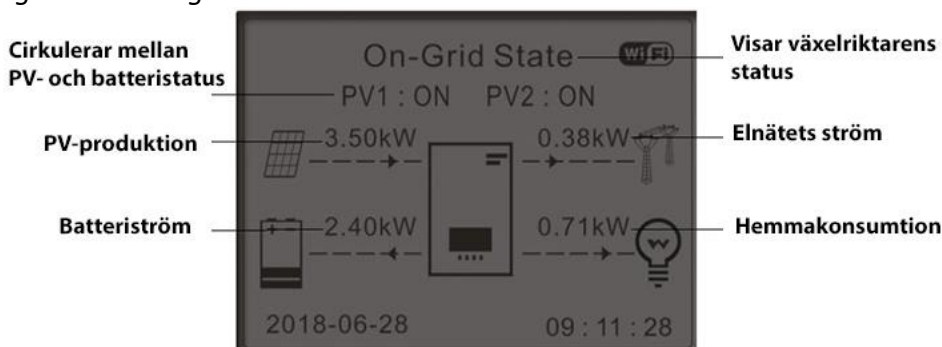 Cirkulerar mellan
PV- och batteristatus
PV-produktion
Batteriström
On-Grid State WiFi
PV1 : ON PV2 : ON
3.50kW 0.38kW
2.40kW 0.71kW
2018-06-28 09 : 11 : 28
Visar växelriktarens
status
Elnätets ström
Hemmakonsumtion